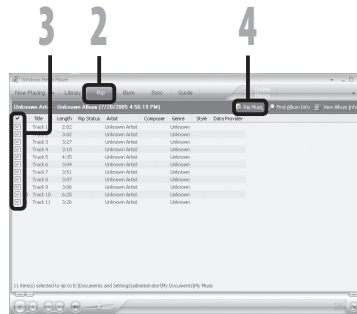 3 2 4
Windows Media Player
Now Playing Library Rip Burn Sync Guide
Unknown Artist - Unknown Album (7/20/2005 4:56:13 PM) Rip Music Find Album Info View Album Info
Title Length Rip Status Artist Composer Genre Style Data Provider
Track 1 2:02 Unknown Artist Unknown
3:02 Unknown Artist Unknown
Track 3 3:27 Unknown Artist Unknown
Track 4 3:10 Unknown Artist Unknown
Track 5 4:35 Unknown Artist Unknown
Track 6 3:04 Unknown Artist Unknown
Track 7 3:51 Unknown Artist Unknown
Track 8 3:07 Unknown Artist Unknown
Track 9 3:06 Unknown Artist Unknown
Track 10 6:25 Unknown Artist Unknown
Track 11 3:26 Unknown Artist Unknown
11 item(s) selected to rip to E:\Documents and Settings\administrator\My Documents\My Music